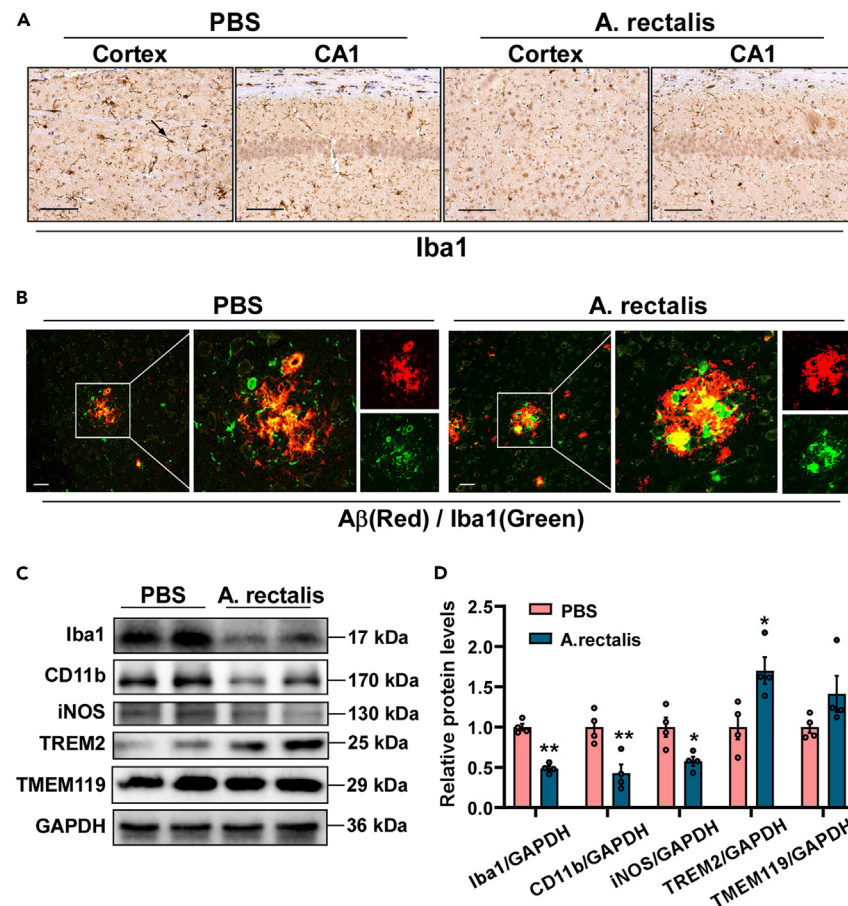 A
PBS
A. rectalis
Cortex
CA1
Cortex
CA1
Iba1
B
PBS
A. rectalis
Aβ(Red) / Iba1(Green)
C
PBS
A. rectalis
Iba1
17 kDa
CD11b
170 kDa
iNOS
130 kDa
TREM2
25 kDa
TMEM119
29 kDa
GAPDH
36 kDa
D
Relative protein levels
2.5
2.0
1.5
1.0
0.5
0.0
PBS
A.rectalis
**
**
*
*
Iba1/GAPDH
CD11b/GAPDH
iNOS/GAPDH
TREM2/GAPDH
TMEM119/GAPDH